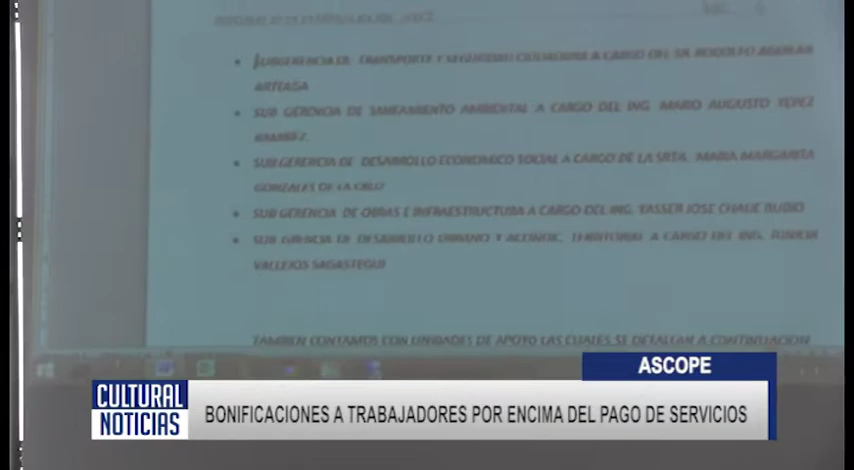 SUBGERENCIA DE TRANSPORTE Y SEGURIDAD CIUDADANA A CARGO DEL SR. RODOLFO AGUILAR
ARTEAGA
SUB GERENCIA DE SANEAMIENTO AMBIENTAL A CARGO DEL ING. MARIO AUGUSTO YEPEZ
RAMIREZ.
SUB GERENCIA DE DESARROLLO ECONOMICO SOCIAL A CARGO DE LA SRTA. MARIA MARGARITA
GONZALES DE LA CRUZ
SUB GERENCIA DE OBRAS E INFRAESTRUCTURA A CARGO DEL ING. YASSER JOSE
SUB GERENCIA DE DESARROLLO URBANO Y TERRITORIAL A CARGO DEL ING.
VALLEJOS SAGASTEGUI
TAMBIEN CONTAMOS CON UNIDADES DE APOYO LAS CUALES SE DETALLAN A CONTINUACION
ASCOPE
CULTURAL
NOTICIAS
BONIFICACIONES A TRABAJADORES POR ENCIMA DEL PAGO DE SERVICIOS